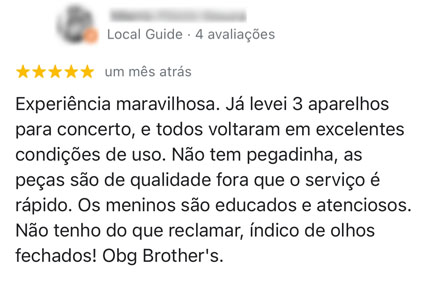 Local Guide · 4 avaliações
um mês atrás
Experiência maravilhosa. Já levei 3 aparelhos
para concerto, e todos voltaram em excelentes
condições de uso. Não tem pegadinha, as
peças são de qualidade fora que o serviço é
rápido. Os meninos são educados e atenciosos.
Não tenho do que reclamar, índico de olhos
fechados! Obg Brother's.